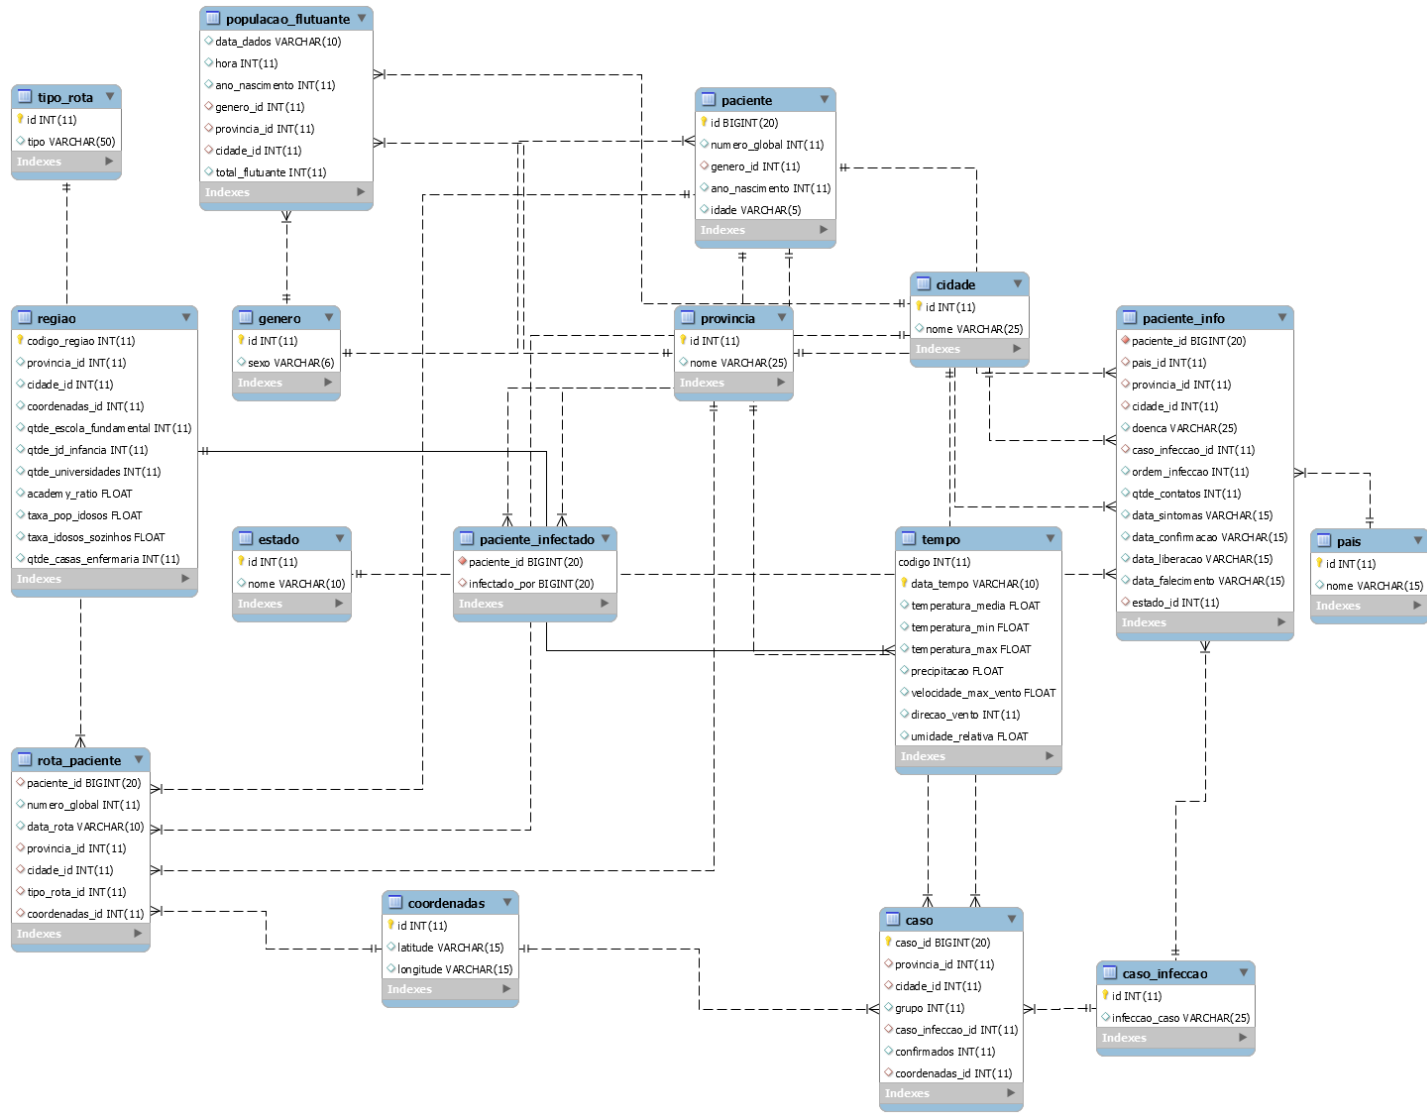 populacao_flutuante
data_dados VARCHAR(10)
hora INT(11)
ano_nascimento INT(11)
genero_id INT(11)
provincia_id INT(11)
cidade_id INT(11)
total_flutuante INT(11)
Indexes
tipo_rota
id INT(11)
tipo VARCHAR(50)
Indexes
paciente
id BIGINT(20)
numero_global INT(11)
genero_id INT(11)
ano_nascimento INT(11)
idade VARCHAR(5)
Indexes
cidade
id INT(11)
nome VARCHAR(25)
Indexes
regiao
codigo_regiao INT(11)
provincia_id INT(11)
cidade_id INT(11)
coordenadas_id INT(11)
qtde_escola_fundamental INT(11)
qtde_jd_infancia INT(11)
qtde_universidades INT(11)
academy_ratio FLOAT
taxa_pop_idosos FLOAT
taxa_idosos_sozinhos FLOAT
qtde_casas_enfermaria INT(11)
Indexes
genero
id INT(11)
sexo VARCHAR(6)
Indexes
provincia
id INT(11)
nome VARCHAR(25)
Indexes
paciente_info
paciente_id BIGINT(20)
pais_id INT(11)
provincia_id INT(11)
cidade_id INT(11)
doenca VARCHAR(25)
caso_infeccao_id INT(11)
ordem_infeccao INT(11)
qtde_contatos INT(11)
data_sintomas VARCHAR(15)
data_confirmacao VARCHAR(15)
data_liberacao VARCHAR(15)
data_falecimento VARCHAR(15)
estado_id INT(11)
Indexes
estado
id INT(11)
nome VARCHAR(10)
Indexes
paciente_infectado
paciente_id BIGINT(20)
infectado_por BIGINT(20)
Indexes
tempo
codigo INT(11)
data_tempo VARCHAR(10)
temperatura_media FLOAT
temperatura_min FLOAT
temperatura_max FLOAT
precipitacao FLOAT
velocidade_max_vento FLOAT
direcao_vento INT(11)
umidade_relativa FLOAT
Indexes
pais
id INT(11)
nome VARCHAR(15)
Indexes
rota_paciente
paciente_id BIGINT(20)
numero_global INT(11)
data_rota VARCHAR(10)
provincia_id INT(11)
cidade_id INT(11)
tipo_rota_id INT(11)
coordenadas_id INT(11)
Indexes
coordenadas
id INT(11)
latitude VARCHAR(15)
longitude VARCHAR(15)
Indexes
caso
caso_id BIGINT(20)
provincia_id INT(11)
cidade_id INT(11)
grupo INT(11)
caso_infeccao_id INT(11)
confirmados INT(11)
coordenadas_id INT(11)
Indexes
caso_infeccao
id INT(11)
infeccao_caso VARCHAR(25)
Indexes